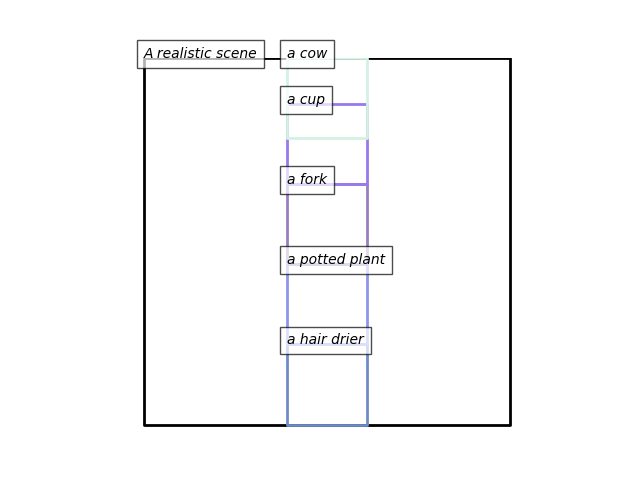 A realistic scene
a cow
a cup
a fork
a potted plant
a hair drier